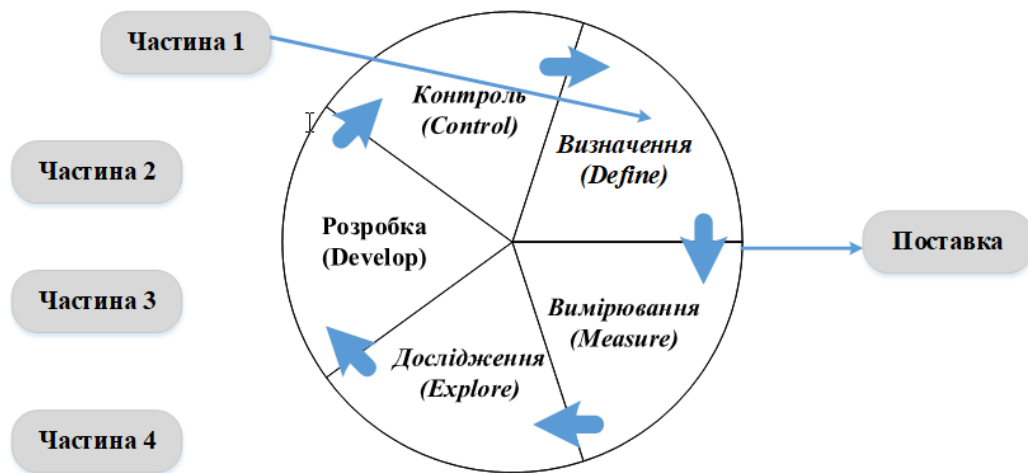 Частина 1
Контроль
(Control)
Визначення
(Define)
Частина 2
Розробка
(Develop)
Поставка
Частина 3
Вимірювання
(Measure)
Дослідження
(Explore)
Частина 4